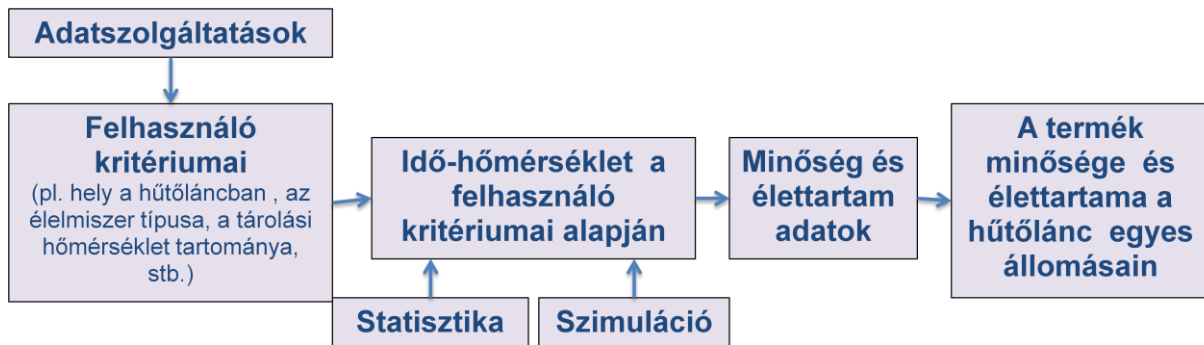 Adatszolgáltatások
Felhasználó
kritériumai
(pl. hely a hűtőláncban , az
élelmiszer típusa, a tárolási
hőmérséklet tartománya,
stb.)
Idő-hőmérséklet a
felhasználó
kritériumai alapján
Statisztika
Szimuláció
Minőség és
élettartam
adatok
A termék
minősége és
élettartama a
hűtőlánc egyes
állomásain